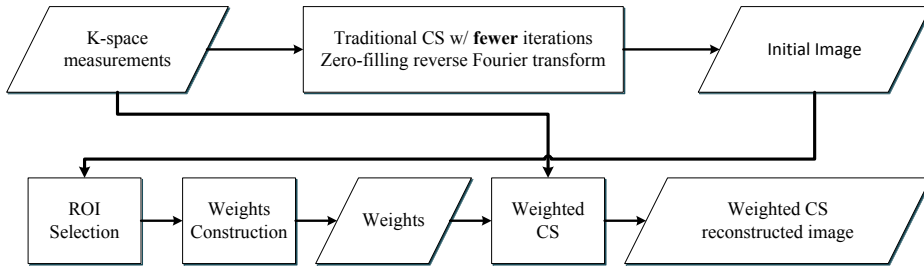 K-space
measurements
Traditional CS w/ fewer iterations
Zero-filling reverse Fourier transform
Initial Image
ROI
Selection
Weights
Construction
Weights
Weighted
CS
Weighted CS
reconstructed image